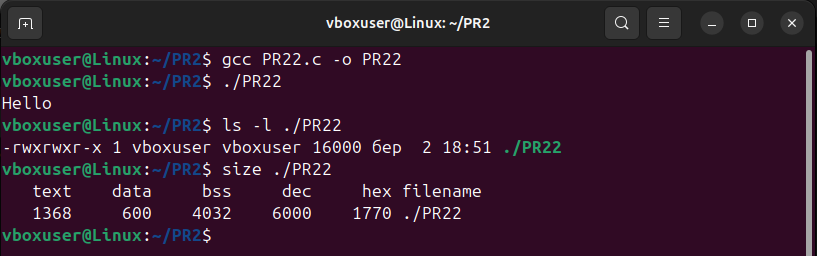 vboxuser@Linux: ~/PR2
vboxuser@Linux:~/PR2$ gcc PR22.c -o PR22
vboxuser@Linux:~/PR2$ ./PR22
Hello
vboxuser@Linux:~/PR2$ ls -l ./PR22
-rwxrwxr-x 1 vboxuser vboxuser 16000 бер  2 18:51 ./PR22
vboxuser@Linux:~/PR2$ size ./PR22
   text    data     bss     dec     hex filename
   1368     600    4032    6000    1770 ./PR22
vboxuser@Linux:~/PR2$